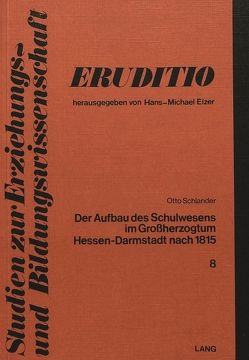 Studien zur Erziehungs-
und Bildungswissenschaft
ERUDITIO
herausgegeben von Hans-Michael Elzer
Otto Schlander
Der Aufbau des Schulwesens
im Großherzogtum
Hessen-Darmstadt nach 1815
8
LANG